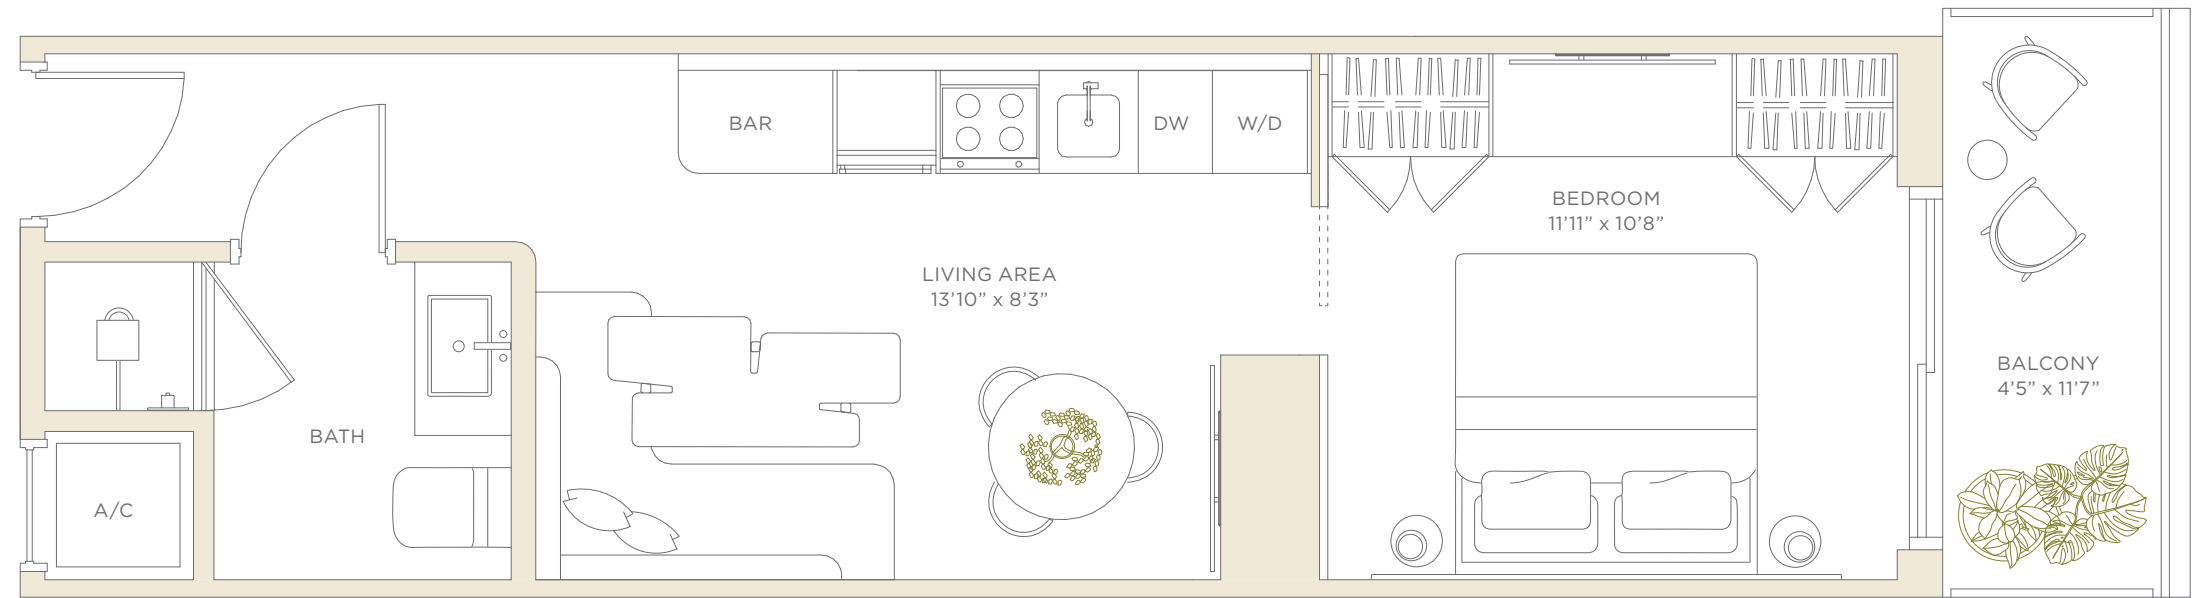 BAR
DW
W/D
BEDROOM
11’11” x 10’8”
LIVING AREA
13’10” x 8’3”
BALCONY
4’5” x 11’7”
BATH
A/C